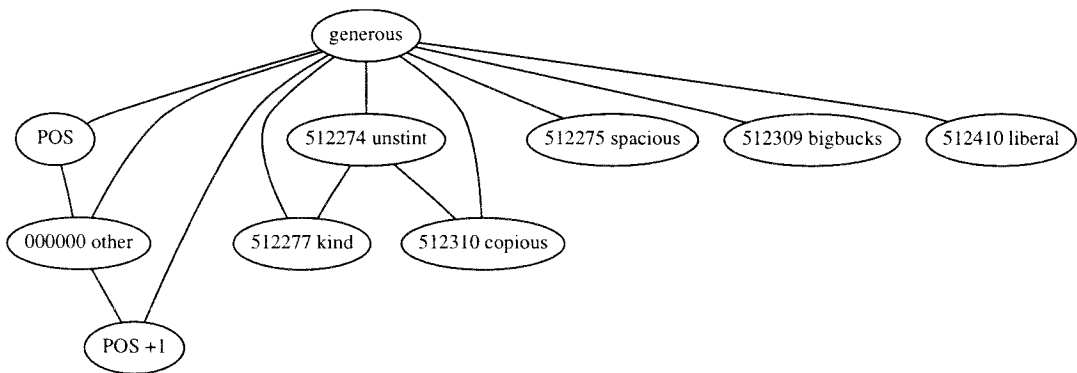 generous
POS
512274 unstint
512275 spacious
512309 bigbucks
512410 liberal
000000 other
512277 kind
512310 copious
POS +1